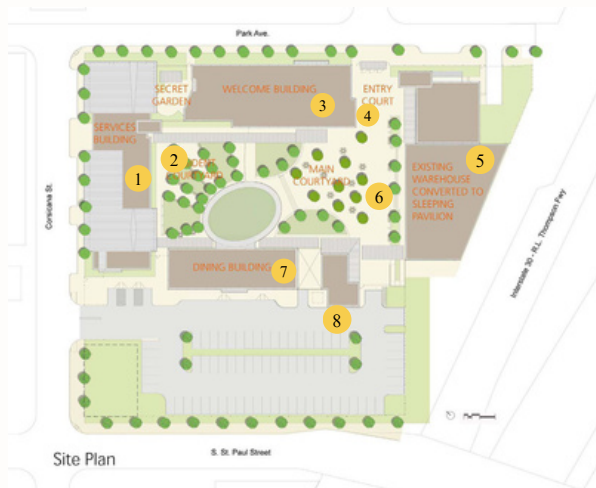 Park Ave.
SECRET
GARDEN
WELCOME BUILDING
3
ENTRY
COURT
4
SERVICES
BUILDING
2
COURTYARD
1
MAIN
COURTYARD
6
5
EXISTING
WAREHOUSE
CONVERTED TO
SLEEPING
PAVILION
Corsicana St.
Interstate 30 - R.L. Thompson Fwy
DINING BUILDING
7
8
Site Plan
S. St. Paul Street